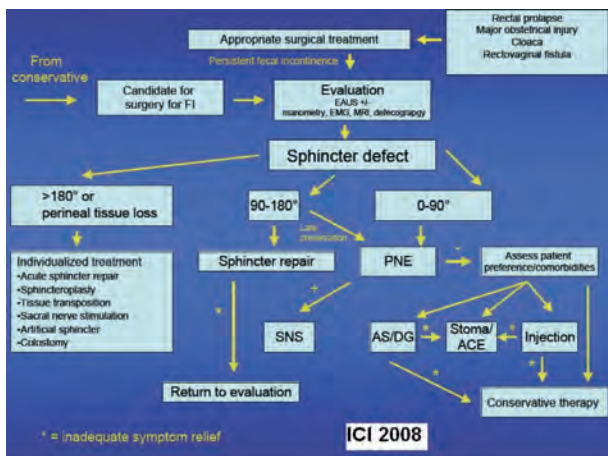 Rectal prolapse
Major obstetrical injury
Cloaca
Rectovaginal fistula
Appropriate surgical treatment
From
conservative
Persistent fecal incontinence
Candidate for
surgery for FI
Evaluation
EAUS +/-
manometry, EMG, MRI, defecograpgy
Sphincter defect
>180° or
perineal tissue loss
90-180°
0-90°
Late
presentation
Individualized treatment
•Acute sphincter repair
•Sphincteroplasty
•Tissue transposition
•Sacral nerve stimulation
•Artificial sphincter
•Colostomy
Sphincter repair
PNE
-
Assess patient
preference/comorbidities
+
*
SNS
AS/DG
*
Stoma/
ACE
*
Injection
*
*
Return to evaluation
Conservative therapy
* = inadequate symptom relief
ICI 2008